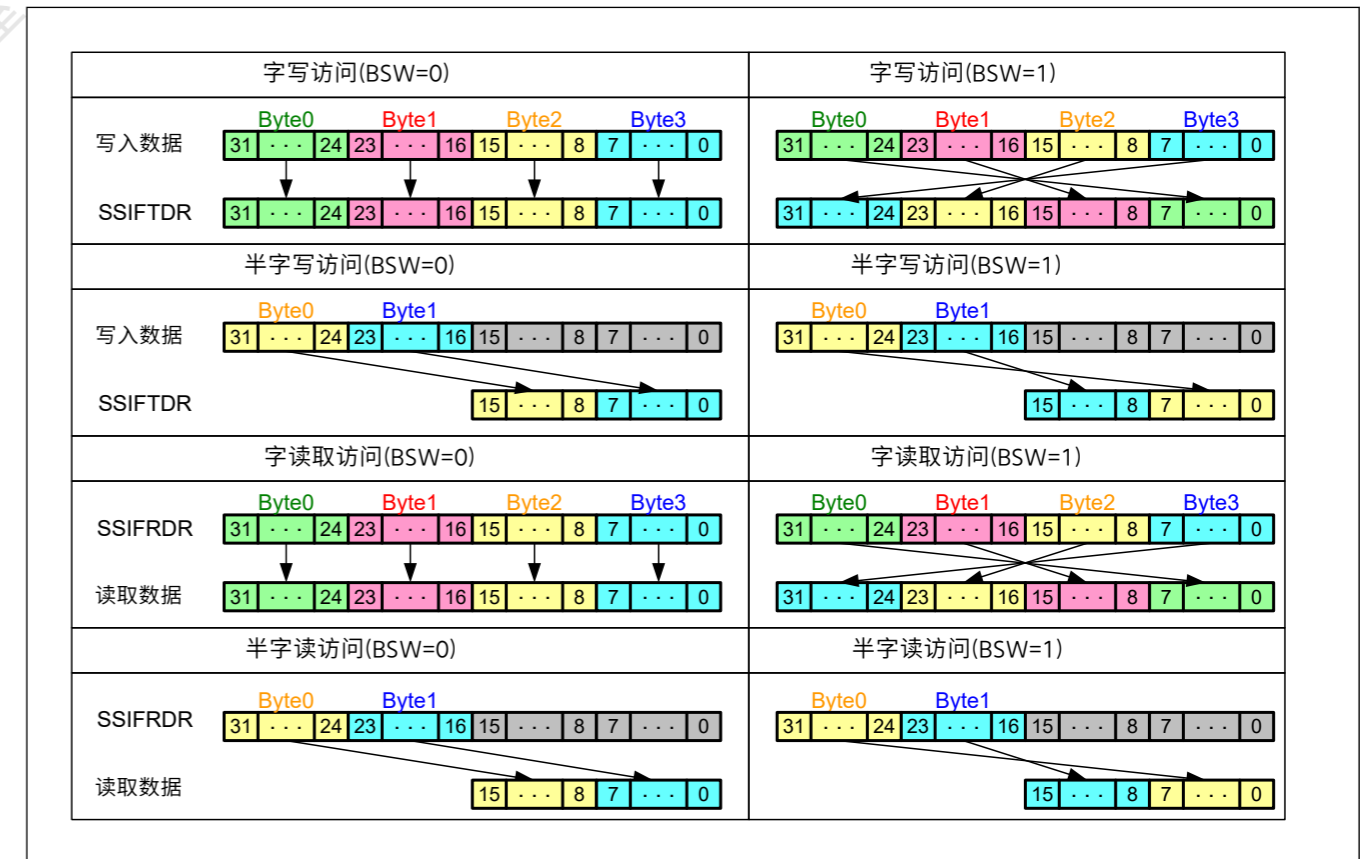 字写访问(BSW=0) 字写访问(BSW=1)
Byte0 Byte1 Byte2 Byte3 Byte0 Byte1 Byte2 Byte3
写入数据 31 ··· 24 23 ··· 16 15 ··· 8 7 ··· 0 31 ··· 24 23 ··· 16 15 ··· 8 7 ··· 0
SSIFTDR 31 ··· 24 23 ··· 16 15 ··· 8 7 ··· 0 31 ··· 24 23 ··· 16 15 ··· 8 7 ··· 0
半字写访问(BSW=0) 半字写访问(BSW=1)
Byte0 Byte1 Byte0 Byte1
写入数据 31 ··· 24 23 ··· 16 15 ··· 8 7 ··· 0 31 ··· 24 23 ··· 16 15 ··· 8 7 ··· 0
SSIFTDR 15 ··· 8 7 ··· 0 15 ··· 8 7 ··· 0
字读取访问(BSW=0) 字读取访问(BSW=1)
Byte0 Byte1 Byte2 Byte3 Byte0 Byte1 Byte2 Byte3
SSIFRDR 31 ··· 24 23 ··· 16 15 ··· 8 7 ··· 0 31 ··· 24 23 ··· 16 15 ··· 8 7 ··· 0
读取数据 31 ··· 24 23 ··· 16 15 ··· 8 7 ··· 0 31 ··· 24 23 ··· 16 15 ··· 8 7 ··· 0
半字读访问(BSW=0) 半字读访问(BSW=1)
Byte0 Byte1 Byte0 Byte1
SSIFRDR 31 ··· 24 23 ··· 16 15 ··· 8 7 ··· 0 31 ··· 24 23 ··· 16 15 ··· 8 7 ··· 0
读取数据 15 ··· 8 7 ··· 0 15 ··· 8 7 ··· 0